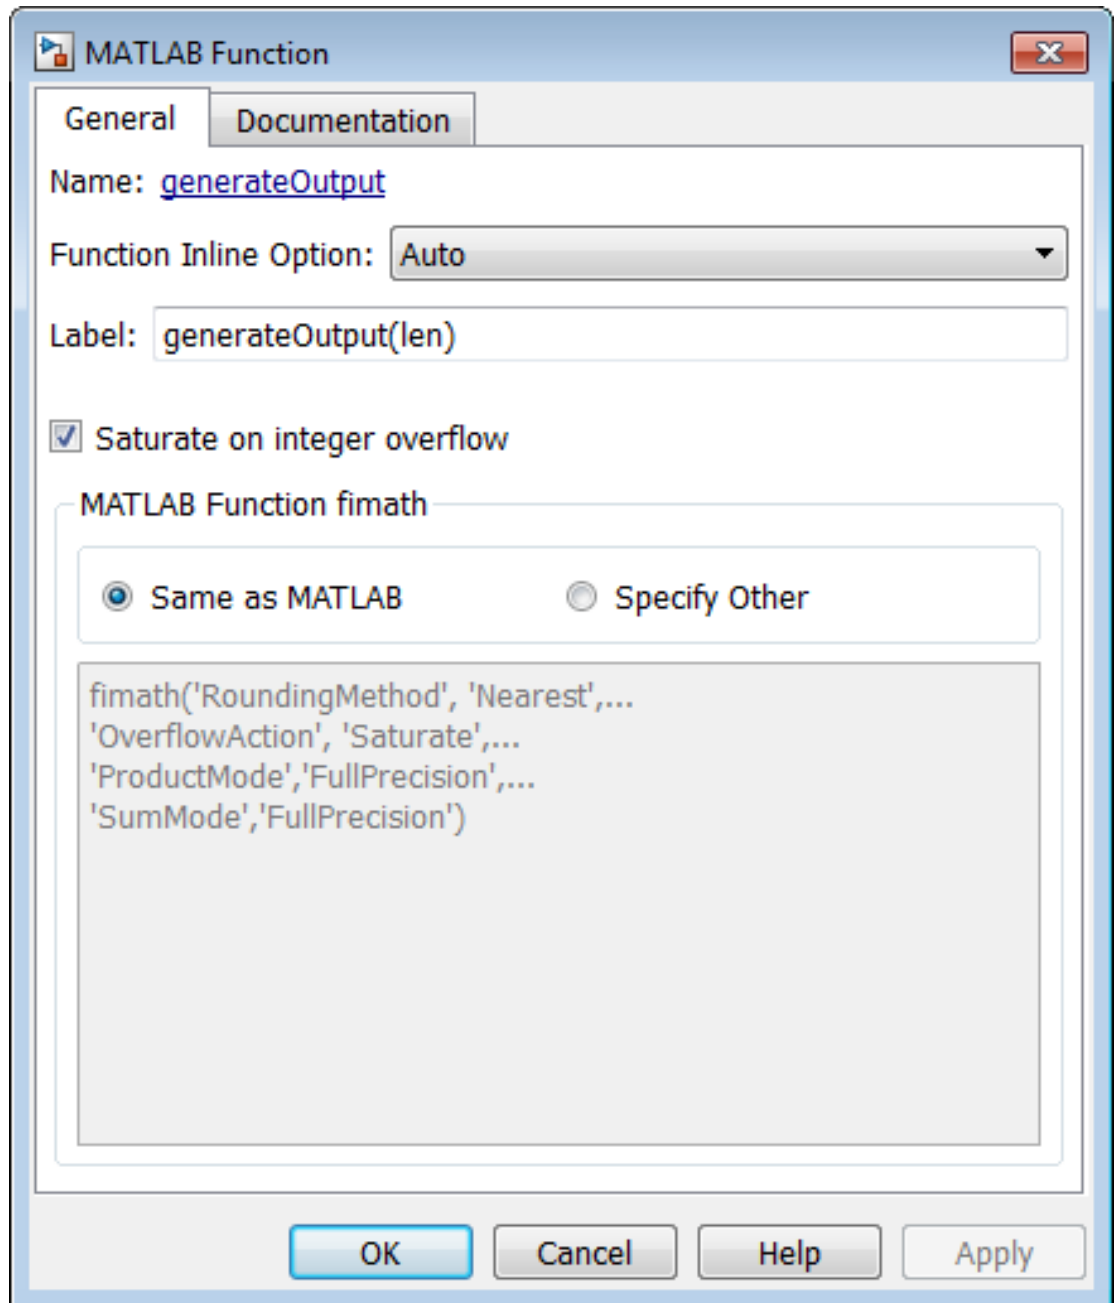 MATLAB Function
General Documentation
Name: generateOutput
Function Inline Option: Auto
Label: generateOutput(len)
Saturate on integer overflow
MATLAB Function fimath
Same as MATLAB Specify Other
fimath('RoundingMethod', 'Nearest',...
'OverflowAction', 'Saturate',...
'ProductMode','FullPrecision',...
'SumMode','FullPrecision')
OK Cancel Help Apply